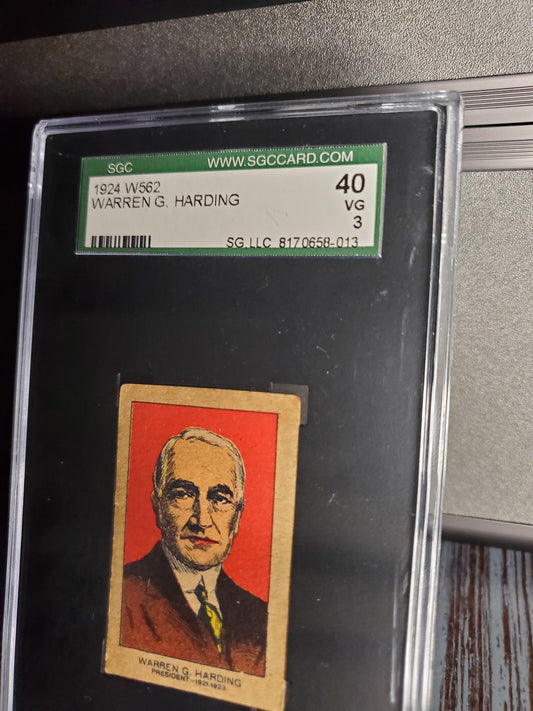 SGC WWW.SGCCARD.COM
1924 W562 40
WARREN G. HARDING VG
3
SG, LLC 8170658-013
WARREN G. HARDING
PRESIDENT-1921-1923